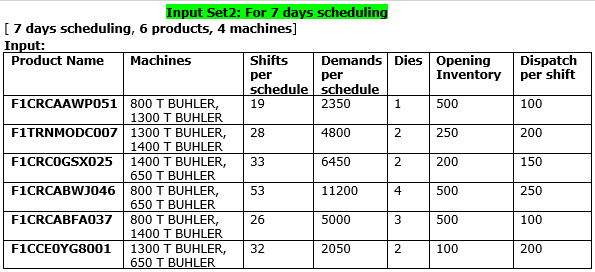 Input Set2: For 7 days scheduling
[ 7 days scheduling, 6 products, 4 machines]
Input:
Product Name Machines Shifts per schedule Demands per schedule Dies Opening Inventory Dispatch per shift
F1CRCAAWP051 800 T BUHLER, 1300 T BUHLER 19 2350 1 500 100
F1TRNMODC007 1300 T BUHLER, 1400 T BUHLER 28 4800 2 250 200
F1CRC0GSX025 1400 T BUHLER, 650 T BUHLER 33 6450 2 200 150
F1CRCABWJ046 800 T BUHLER, 650 T BUHLER 53 11200 4 500 250
F1CRCABFA037 800 T BUHLER, 1400 T BUHLER 26 5000 3 500 100
F1CCE0YG8001 1300 T BUHLER, 650 T BUHLER 32 2050 2 100 200